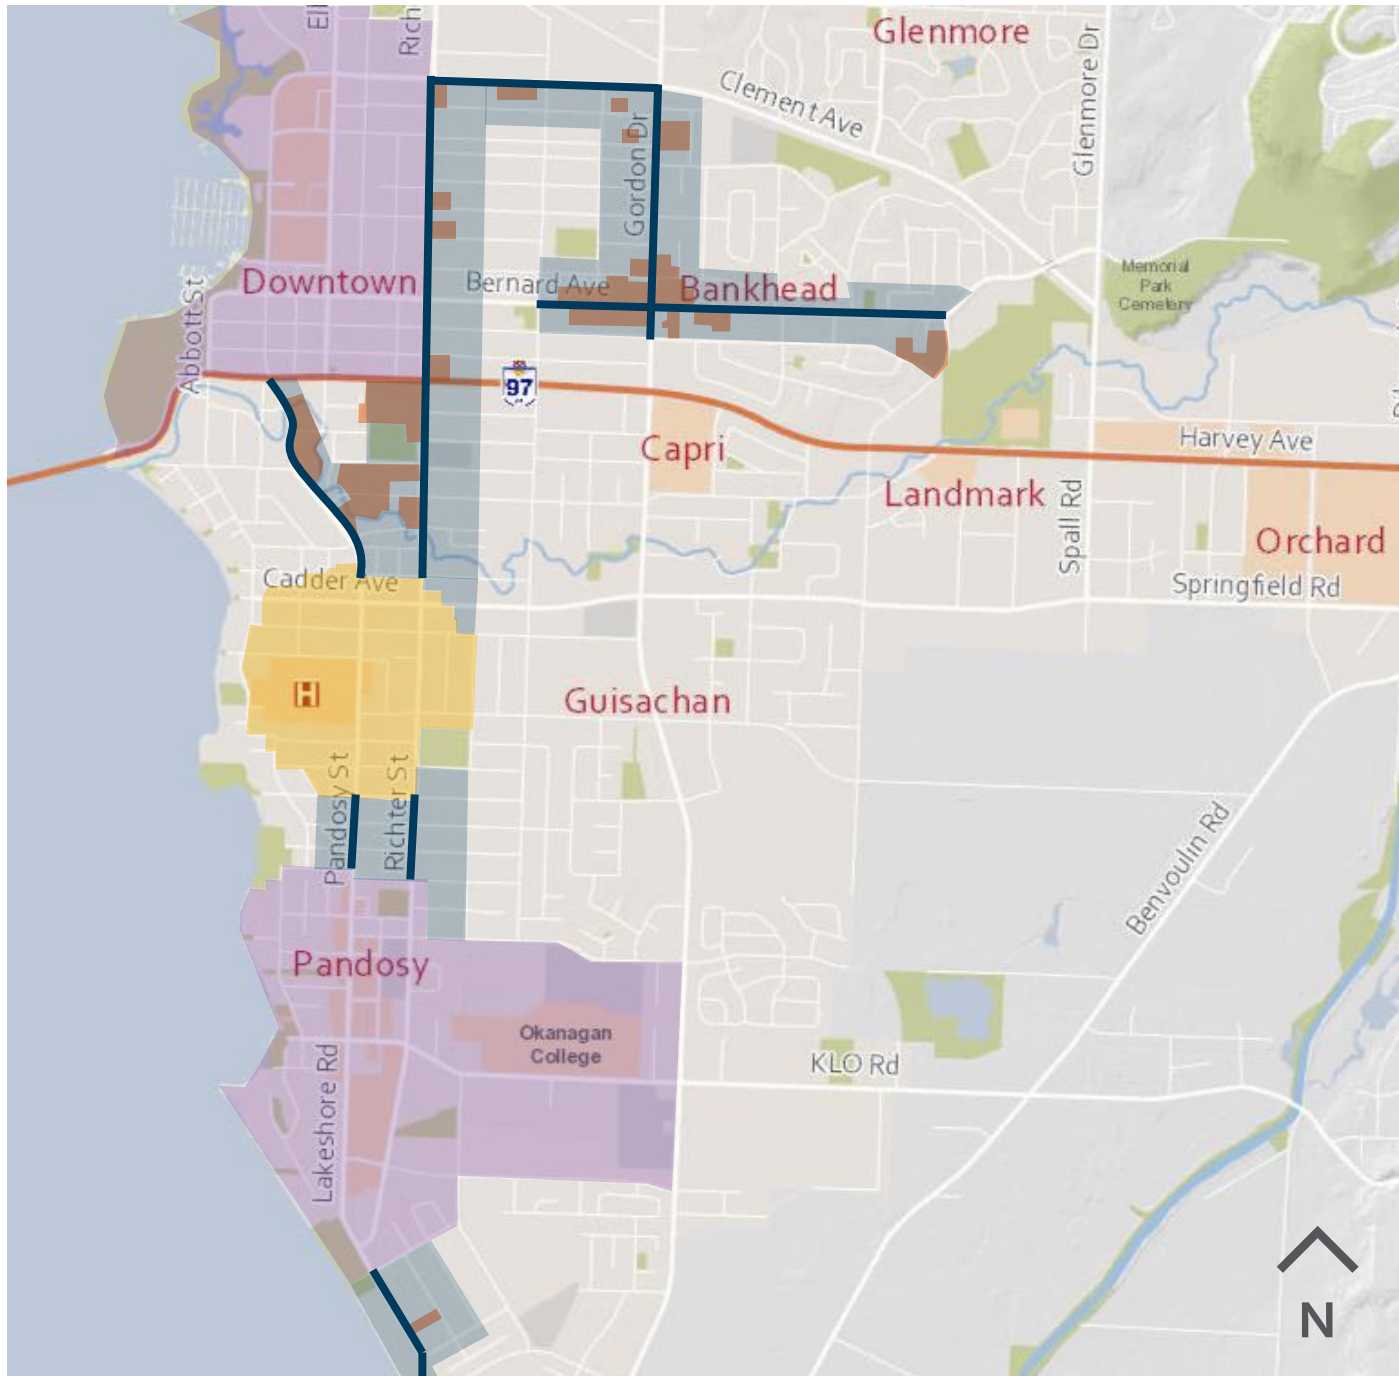 Glenmore
Clement Ave
Glenmore Dr
Gordon Dr
Memorial
Park
Cemetery
Downtown
Bernard Ave
Bankhead
Abbott St
97
Harvey Ave
Capri
Landmark
Spall Rd
Orchard
Cadder Ave
Springfield Rd
H
Guisachan
Pandosy St
Richter St
Benvoulin Rd
Pandosy
Okanagan
College
KLO Rd
Lakeshore Rd
N